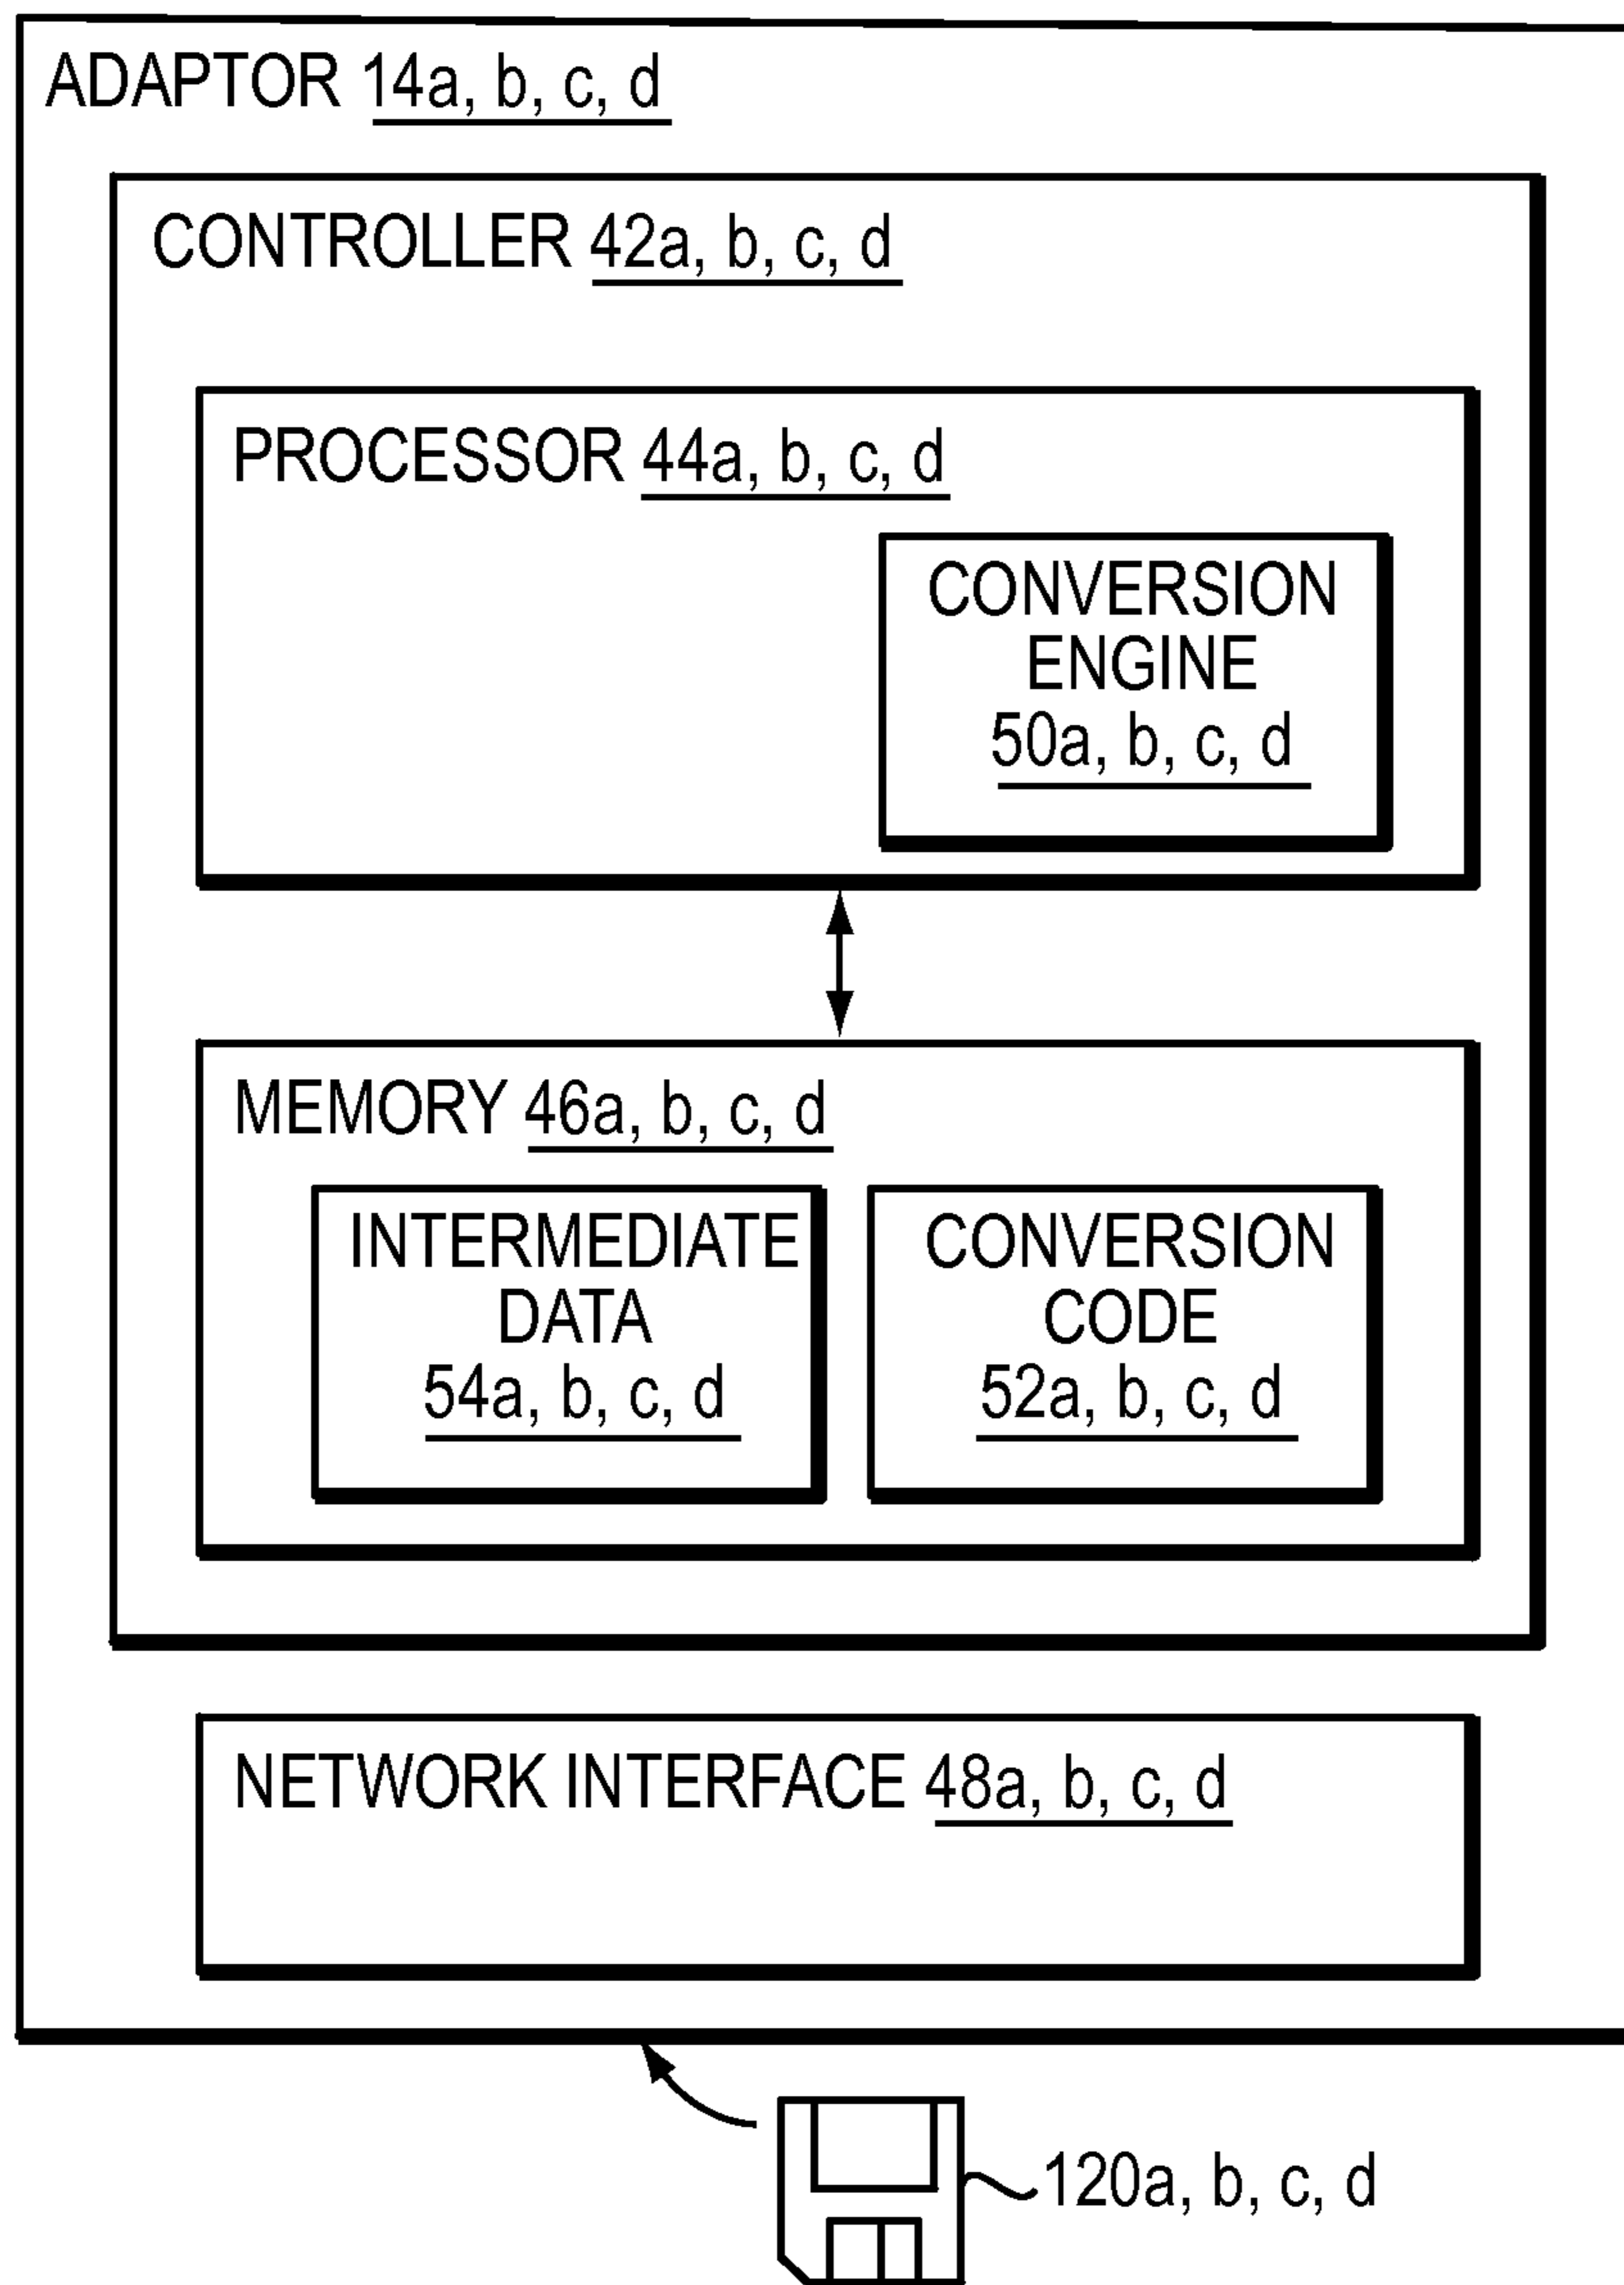 ADAPTOR 14a, b, c, d
CONTROLLER 42a, b, c, d
PROCESSOR 44a, b, c, d
CONVERSION
ENGINE
50a, b, c, d
MEMORY 46a, b, c, d
INTERMEDIATE
DATA
54a, b, c, d
CONVERSION
CODE
52a, b, c, d
NETWORK INTERFACE 48a, b, c, d
120a, b, c, d